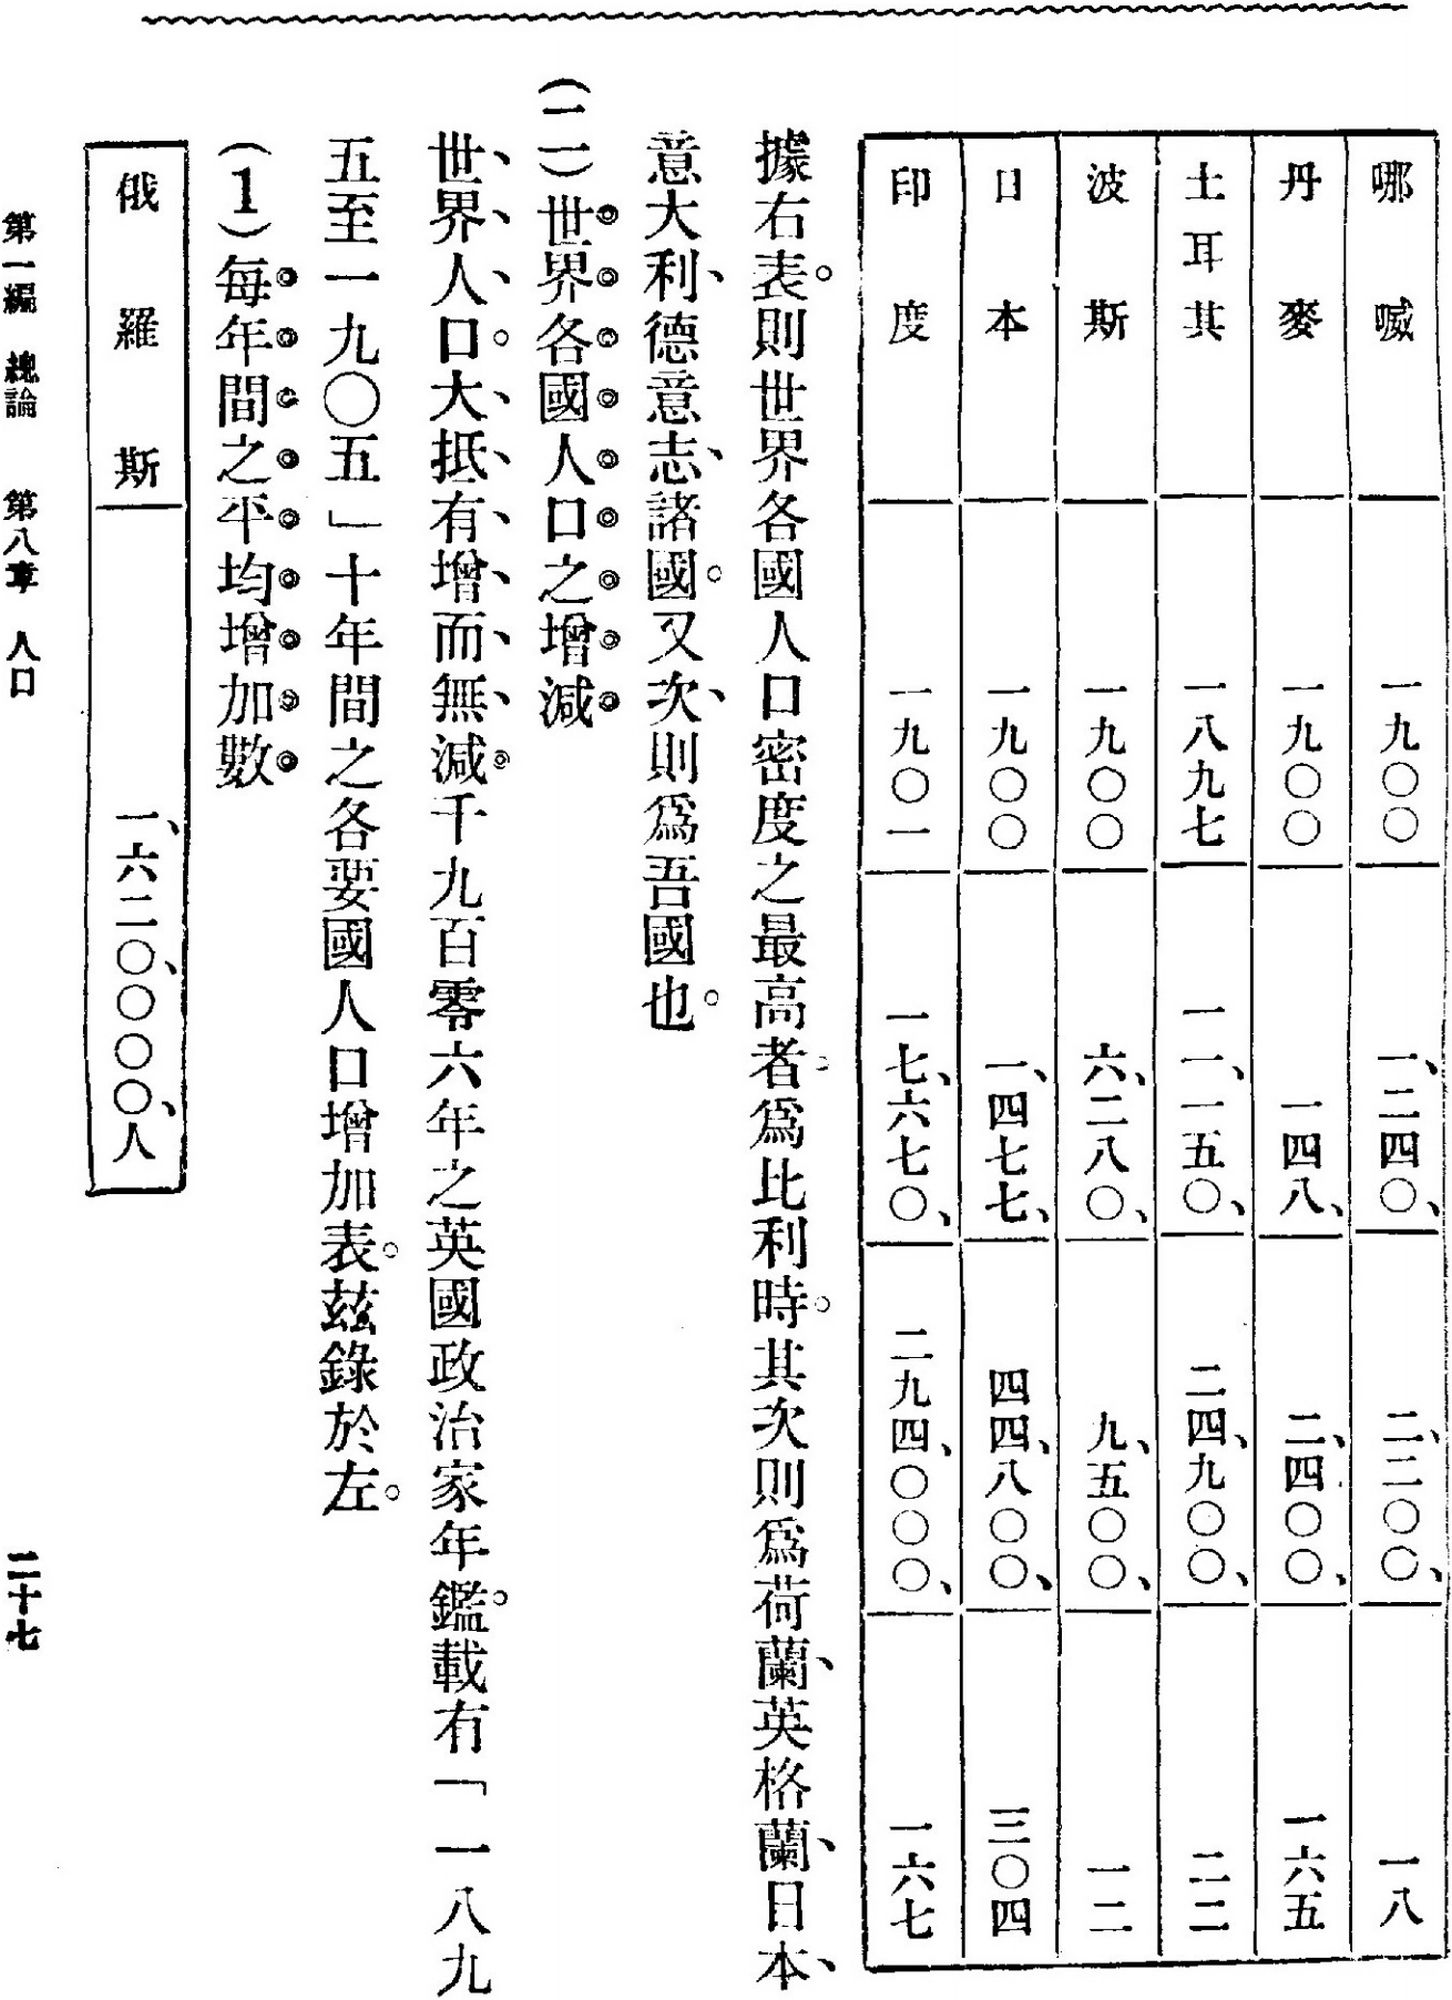 哪嘁　一九〇〇　一、二四〇、　二、二〇〇、　一八
丹麥　一九〇〇　一四八、　二、四〇〇、　一六五
土耳其　一八九七　一一、一五〇、　二四、九〇〇、　二二
波斯　一九〇〇　六、二八〇、　九、五〇〇、　一二
日本　一九〇〇　一、四七七、　四四、八〇〇、　三〇四
印度　一九〇一　一七、六七〇、　二九四、〇〇〇、　一六七
據右表。則世界各國人口密度之最高者。爲比利時。其次則爲荷蘭、英格蘭、日本、
意大利、德意志、諸國。又次、則爲吾國也。
(二)世界各國人口之增減
世、界、人、口。大、抵、有、增、而、無、減。千九百零六年之英國政治家年鑑。載有「一八九
五至一九〇五」十年間之各要國人口增加表。茲錄於左。
(1)每年間之平均增加數
俄羅斯　一、六二〇、〇〇〇、人
第一編　總論　第八章　人口
二十七